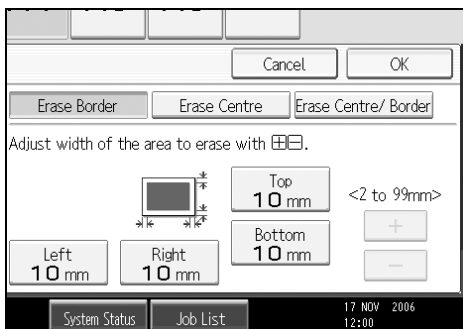 Cancel OK
Erase Border Erase Centre Erase Centre/ Border
Adjust width of the area to erase with ⊞⊟.
Top
10 mm
<2 to 99mm>
Bottom
10 mm
+
−
Left
10 mm
Right
10 mm
System Status Job List
17 NOV 2006
12:00